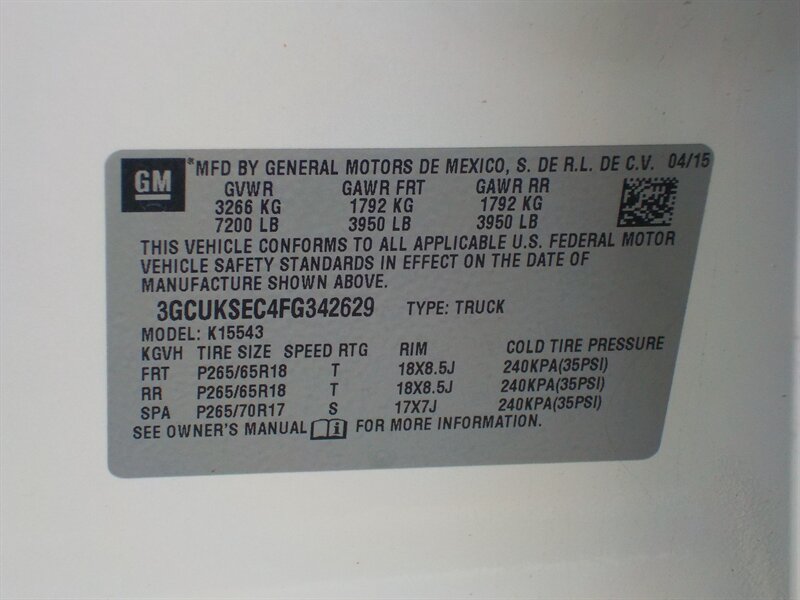 GM
*MFD BY GENERAL MOTORS DE MEXICO, S. DE R.L. DE C.V. 04/15
GVWR GAWR FRT GAWR RR
3266 KG 1792 KG 1792 KG
7200 LB 3950 LB 3950 LB
THIS VEHICLE CONFORMS TO ALL APPLICABLE U.S. FEDERAL MOTOR
VEHICLE SAFETY STANDARDS IN EFFECT ON THE DATE OF
MANUFACTURE SHOWN ABOVE.
3GCUKSEC4FG342629 TYPE: TRUCK
MODEL: K15543
KGVH TIRE SIZE SPEED RTG RIM COLD TIRE PRESSURE
FRT P265/65R18 T 18X8.5J 240KPA(35PSI)
RR P265/65R18 T 18X8.5J 240KPA(35PSI)
SPA P265/70R17 S 17X7J 240KPA(35PSI)
SEE OWNER'S MANUAL i FOR MORE INFORMATION.